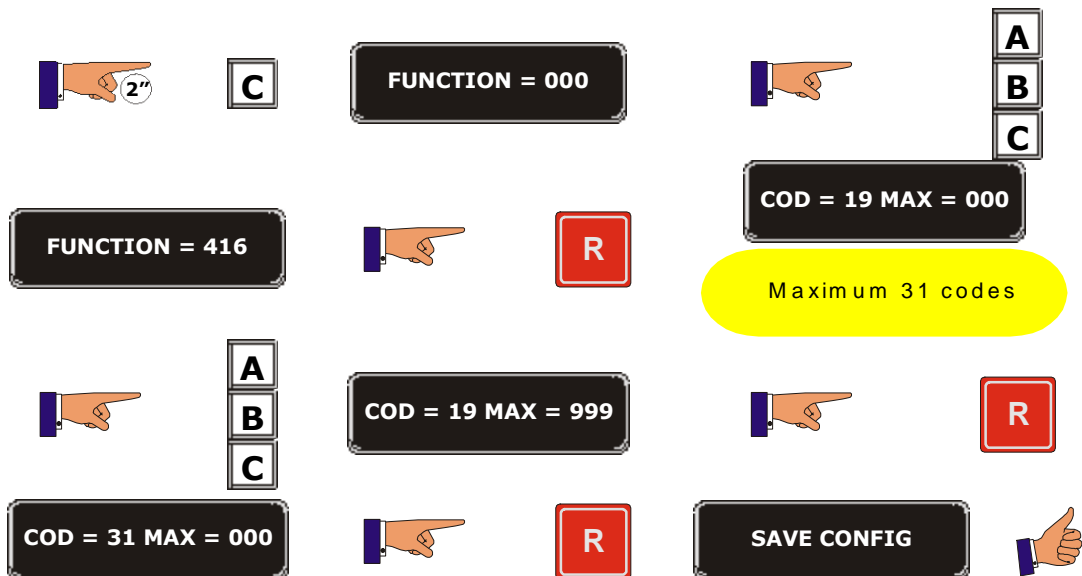 2”
C
FUNCTION = 000
A
B
C
FUNCTION = 416
R
COD = 19 MAX = 000
Maximum 31 codes
A
B
C
COD = 19 MAX = 999
R
COD = 31 MAX = 000
R
SAVE CONFIG